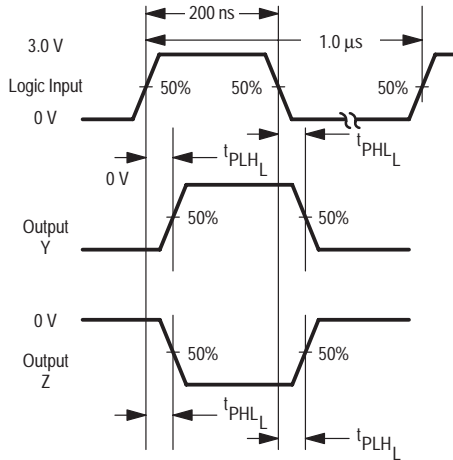 200 ns
3.0 V
1.0 µs
Logic Input
50%
50%
50%
0 V
tPLHL
tPHLL
0 V
50%
50%
Output
Y
0 V
50%
50%
Output
Z
tPHLL
tPLHL